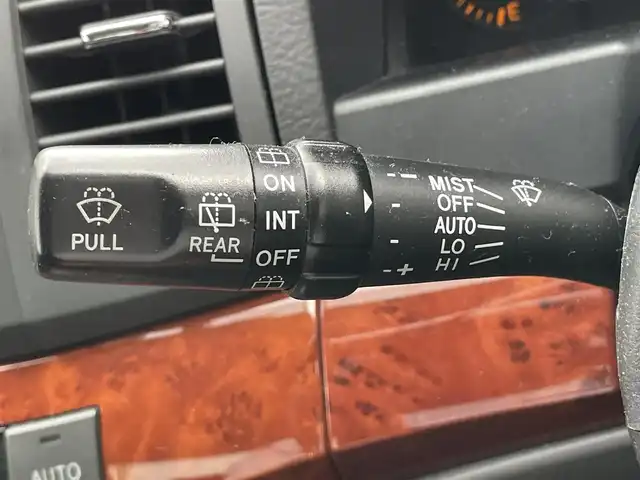 E
PULL
REAR
ON
INT
OFF
- --
-
-
- +
MIST
OFF
AUTO
LO
HI
AUTO